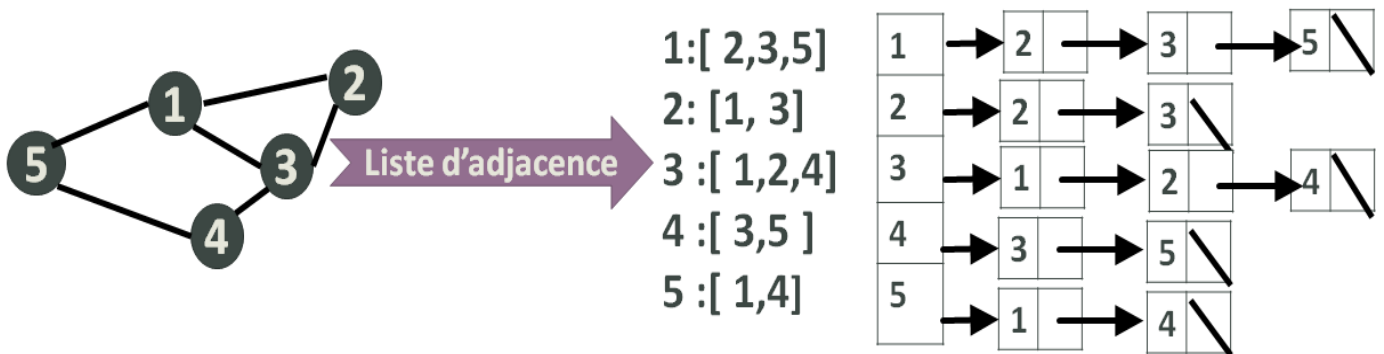 1
2
5
3
4
Liste d'adjacence
1:[ 2,3,5]
2: [1, 3]
3 :[ 1,2,4]
4 :[ 3,5 ]
5 :[ 1,4]
1 2 3 5
2 2 3
3 1 2 4
4 3 5
5 1 4